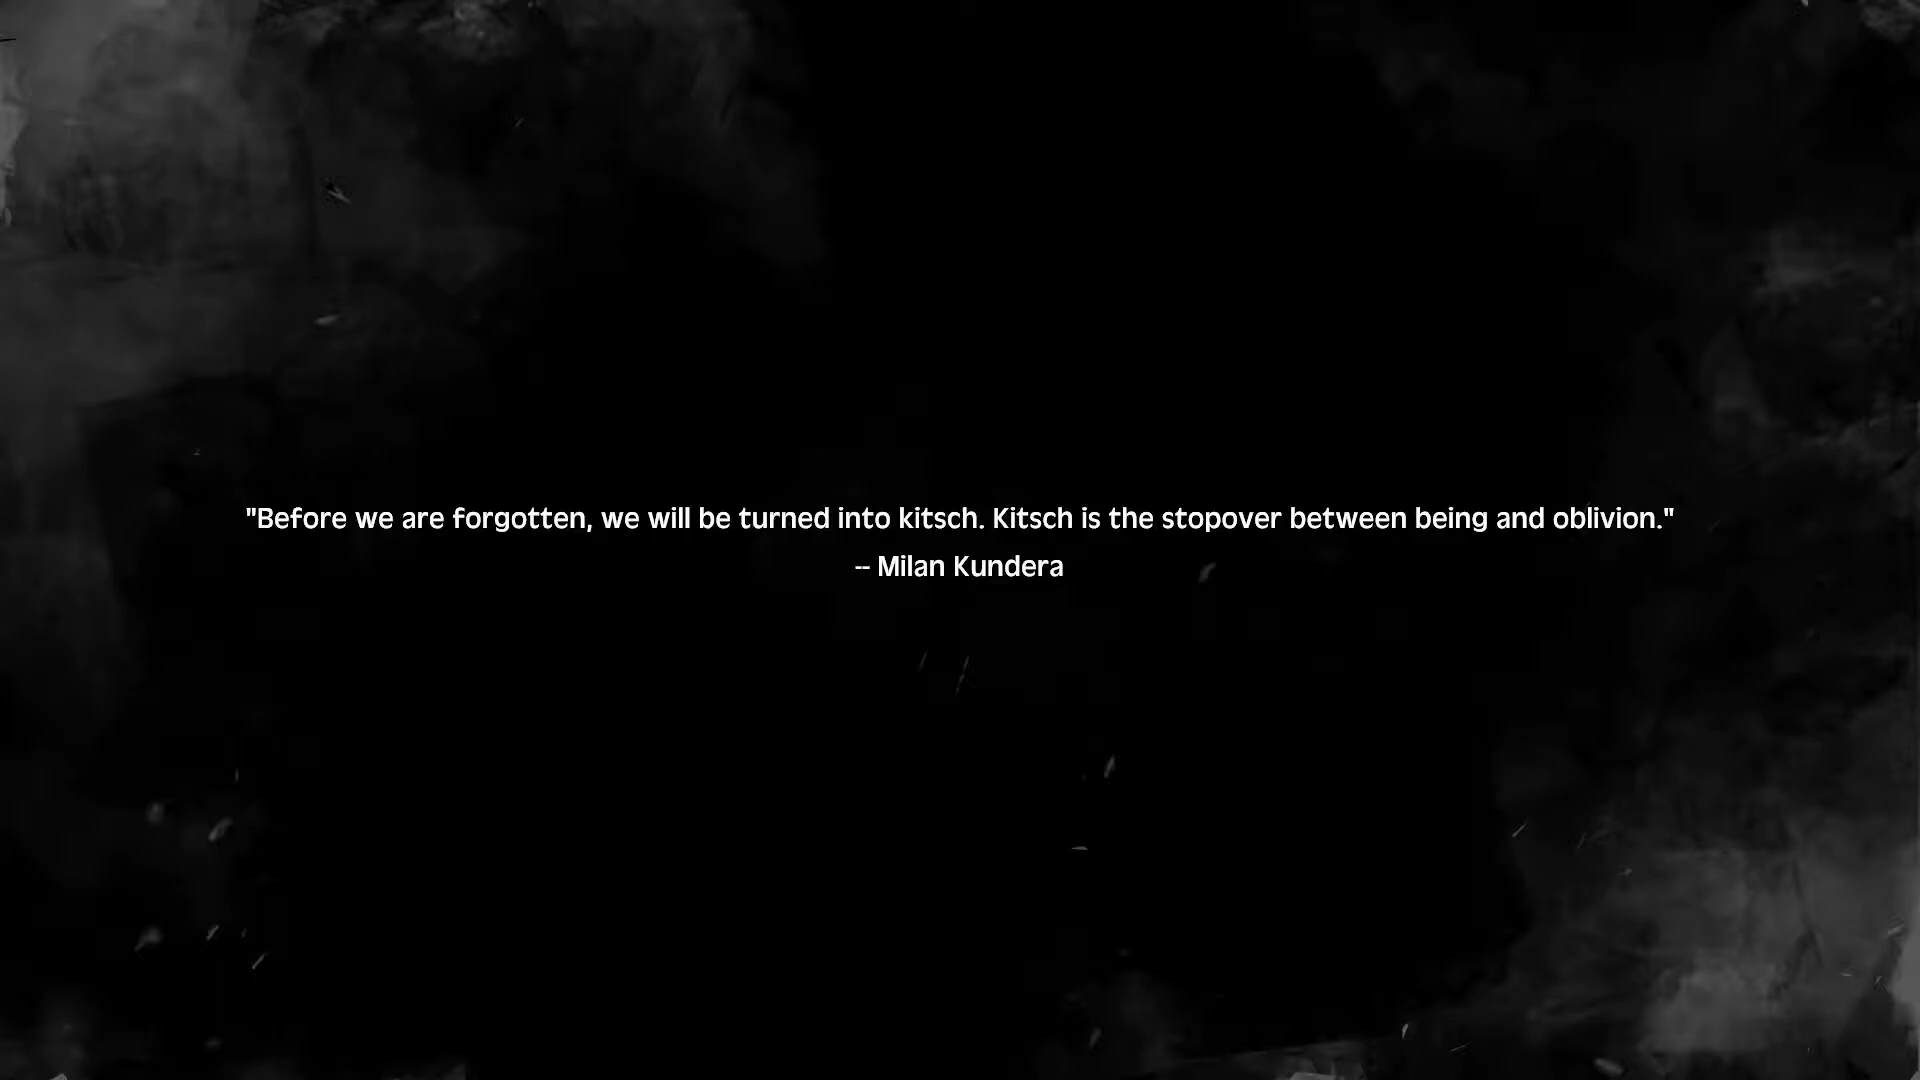 "Before we are forgotten, we will be turned into kitsch. Kitsch is the stopover between being and oblivion."
-- Milan Kundera